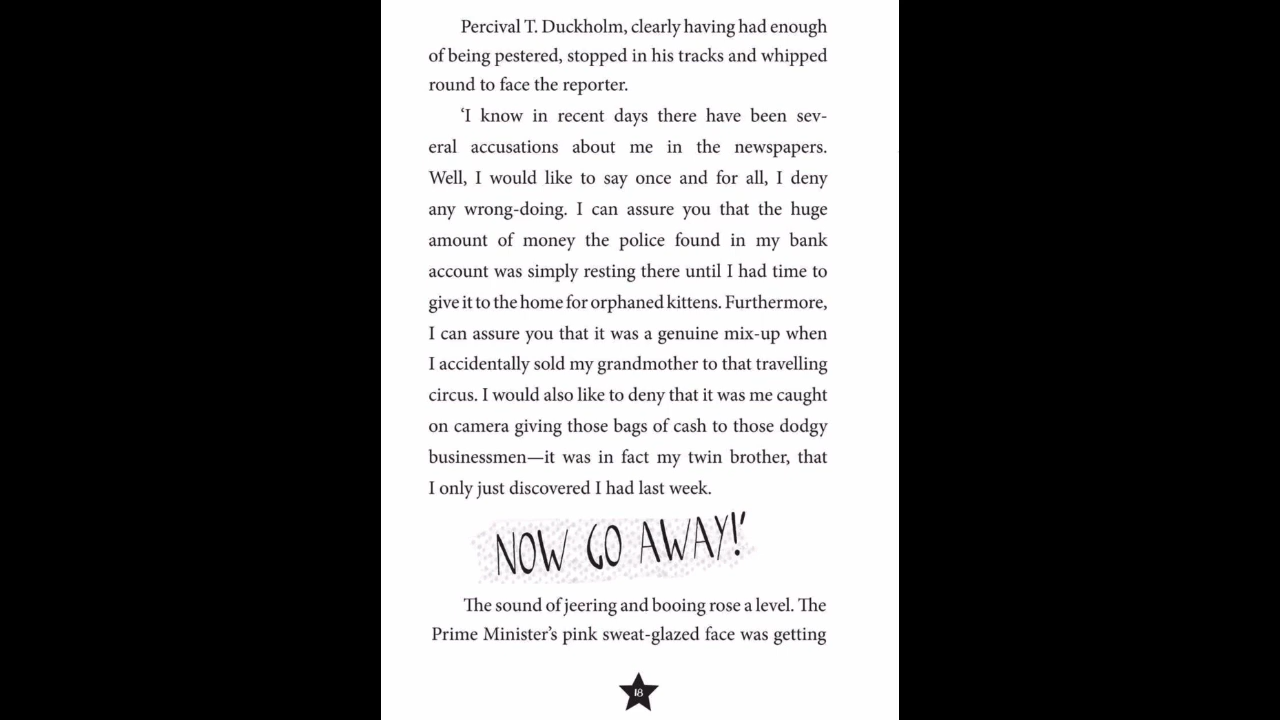 Percival T. Duckholm, clearly having had enough
of being pestered, stopped in his tracks and whipped
round to face the reporter.
‘I know in recent days there have been sev-
eral accusations about me in the newspapers.
Well, I would like to say once and for all, I deny
any wrong-doing. I can assure you that the huge
amount of money the police found in my bank
account was simply resting there until I had time to
give it to the home for orphaned kittens. Furthermore,
I can assure you that it was a genuine mix-up when
I accidentally sold my grandmother to that travelling
circus. I would also like to deny that it was me caught
on camera giving those bags of cash to those dodgy
businessmen—it was in fact my twin brother, that
I only just discovered I had last week.
NOW GO AWAY!’
The sound of jeering and booing rose a level. The
Prime Minister’s pink sweat-glazed face was getting
18